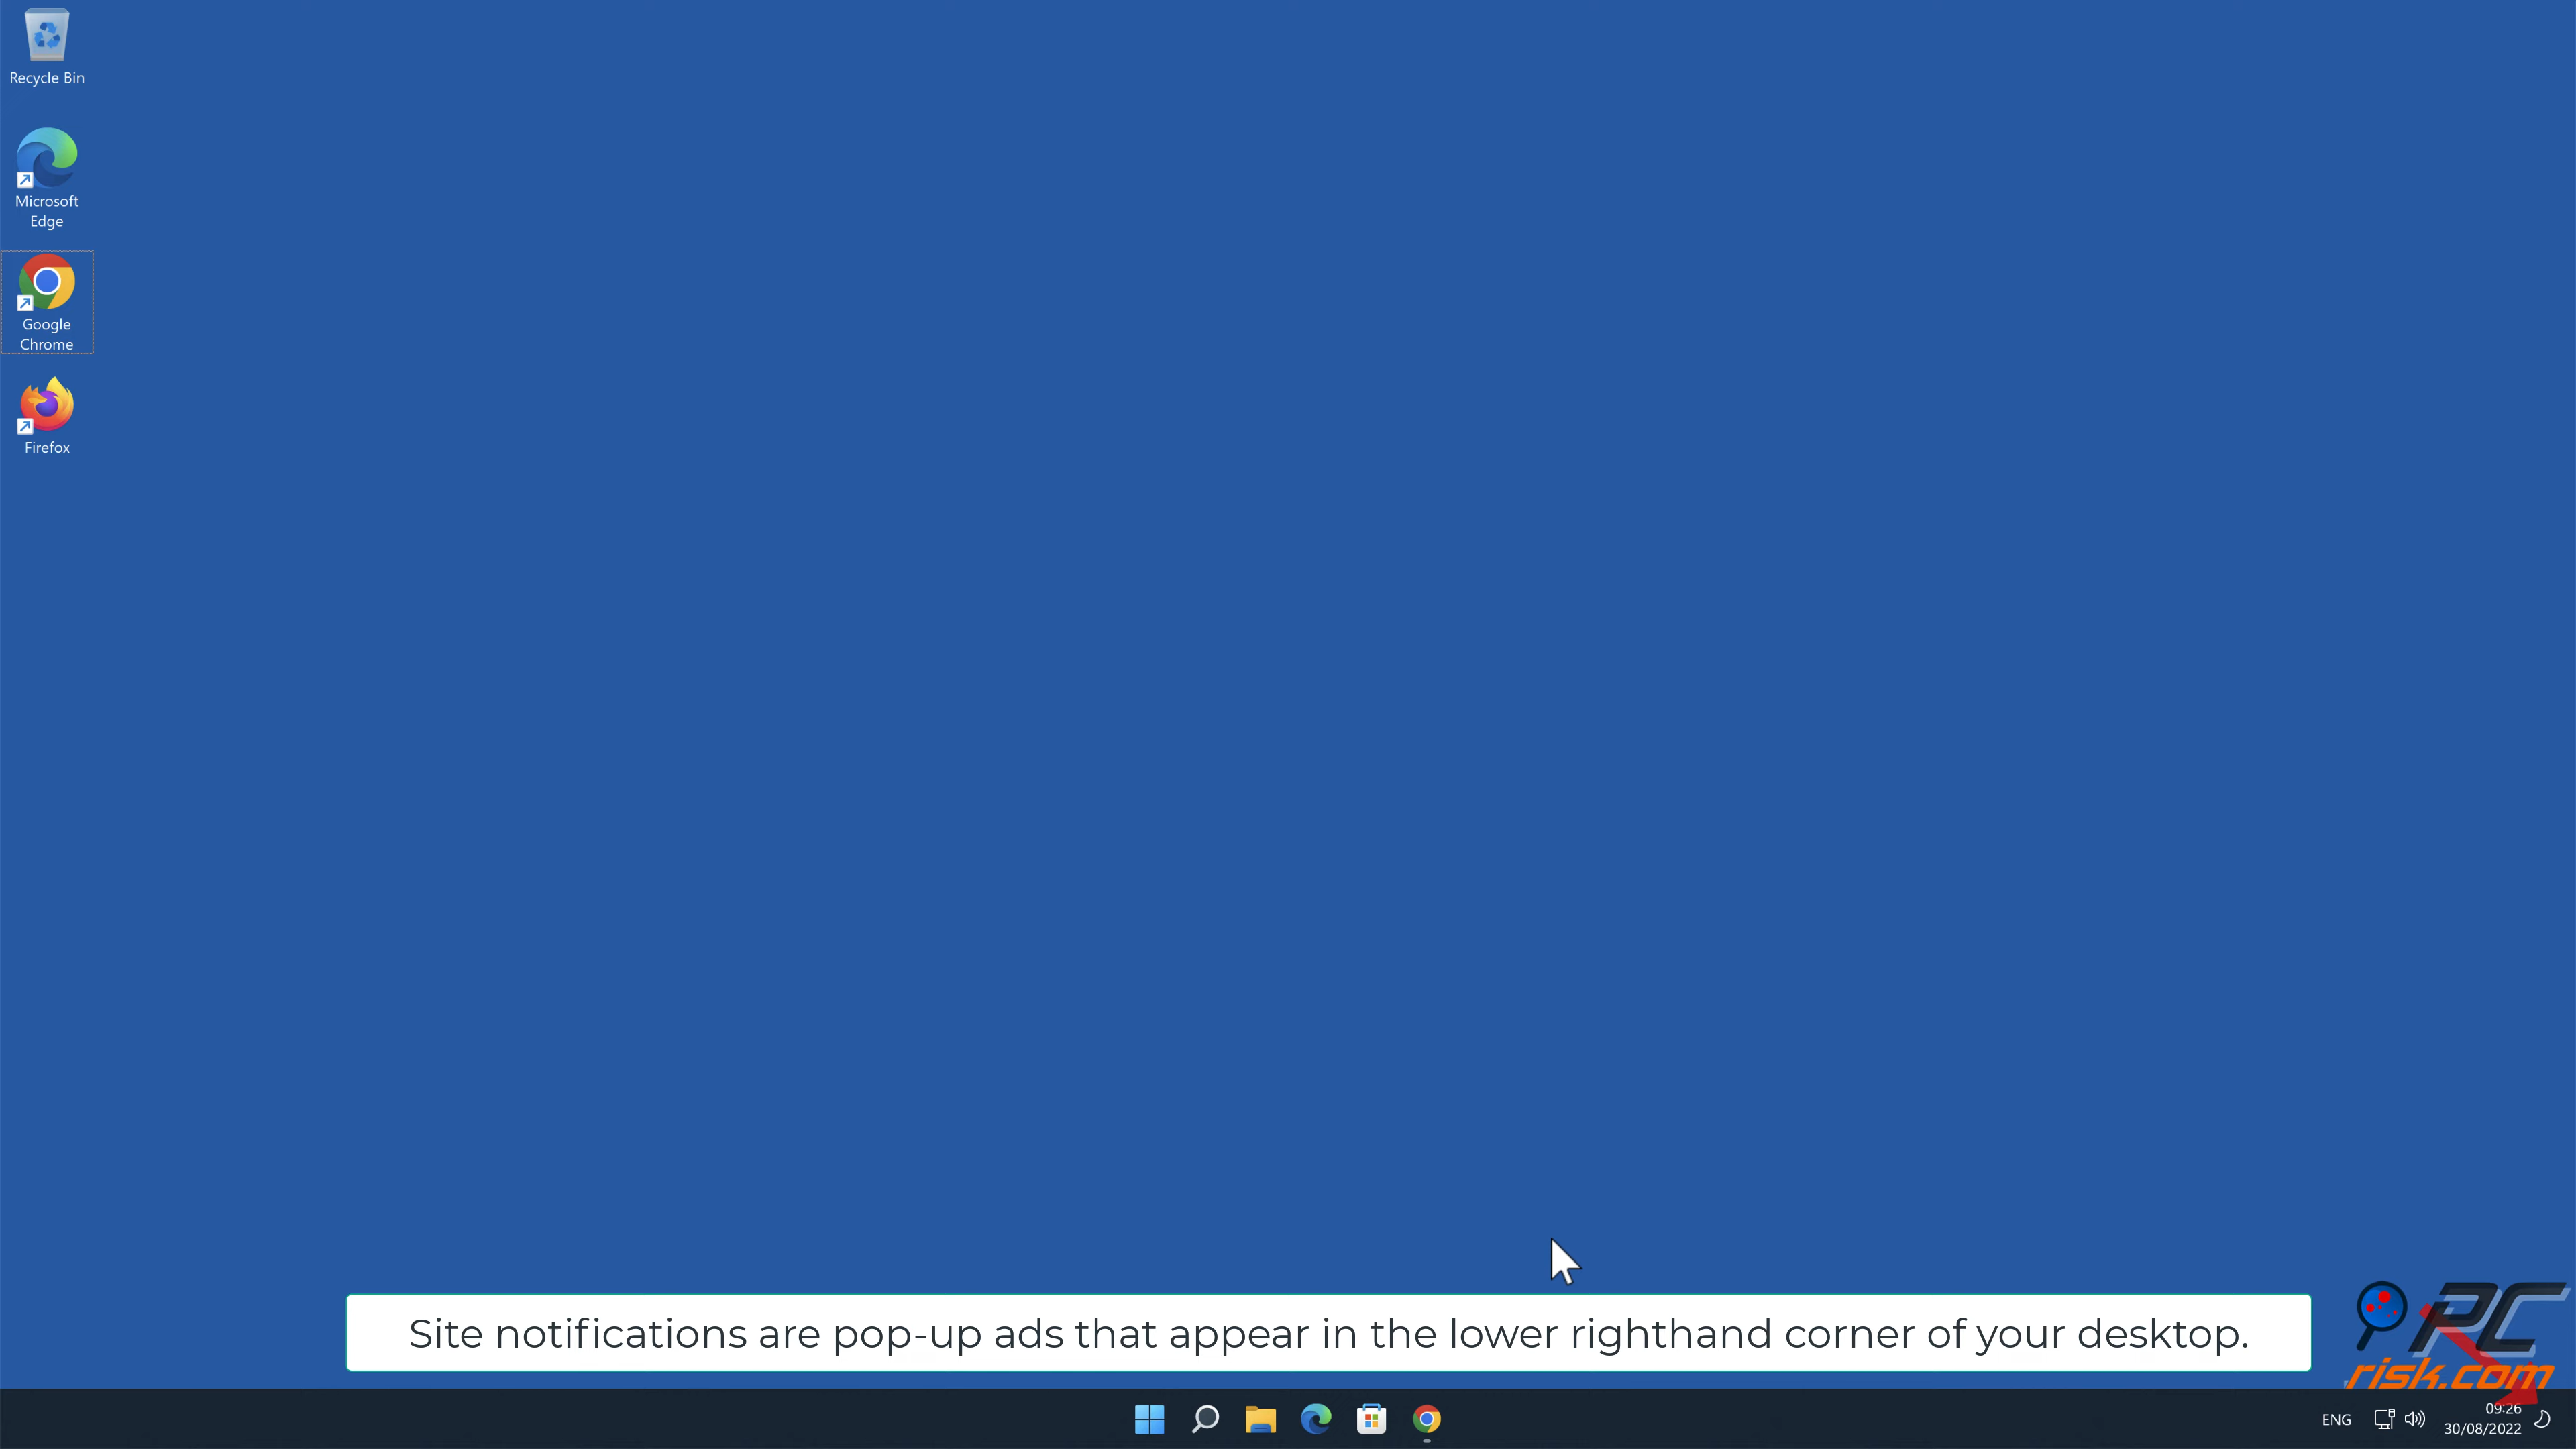 Recycle Bin
Microsoft
Edge
Google
Chrome
Firefox
Site notifications are pop-up ads that appear in the lower righthand corner of your desktop.
PC
risk.com
ENG
09:26
30/08/2022